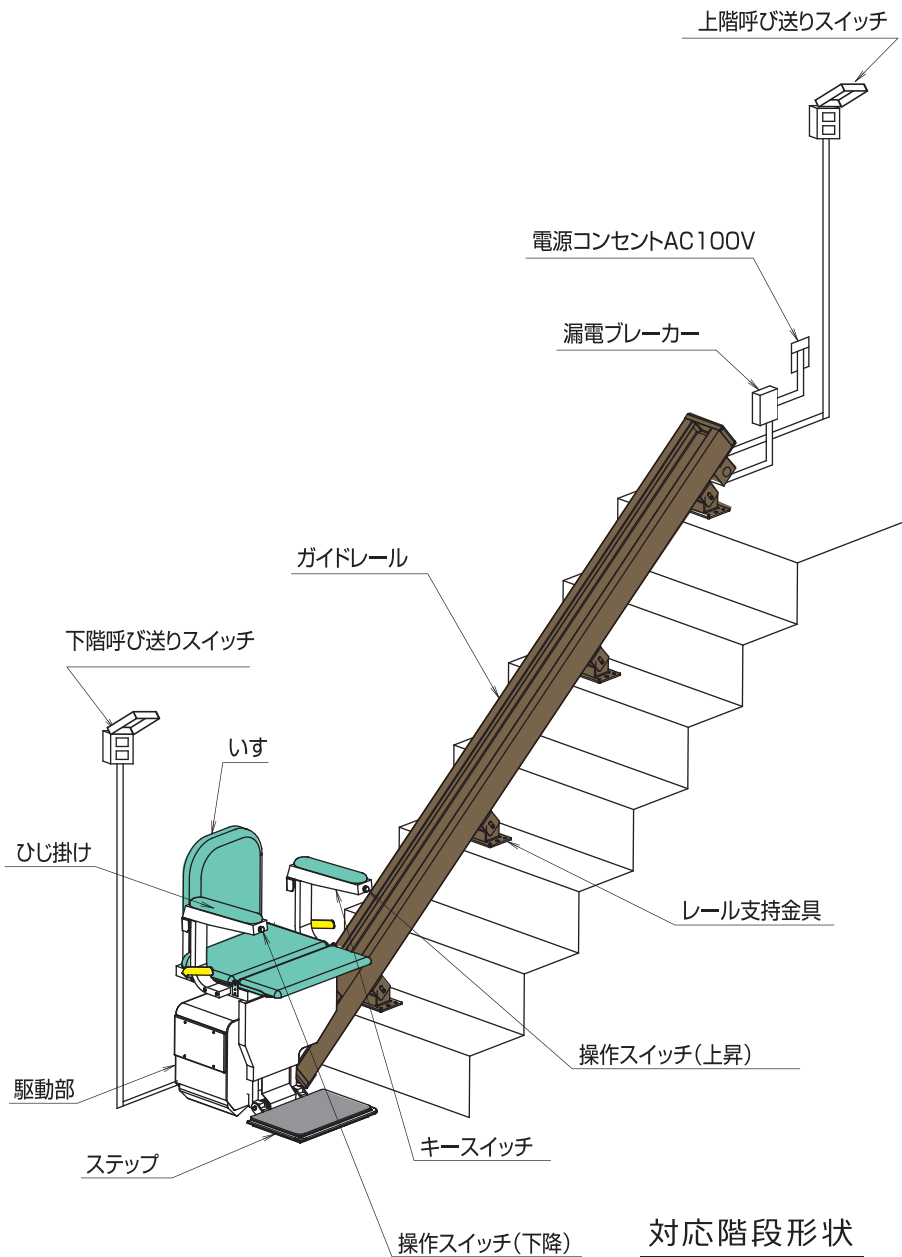 上階呼び送りスイッチ
電源コンセントAC100V
漏電ブレーカー
ガイドレール
下階呼び送りスイッチ
いす
ひじ掛け
レール支持金具
操作スイッチ(上昇)
駆動部
キースイッチ
ステップ
操作スイッチ(下降)
対応階段形状